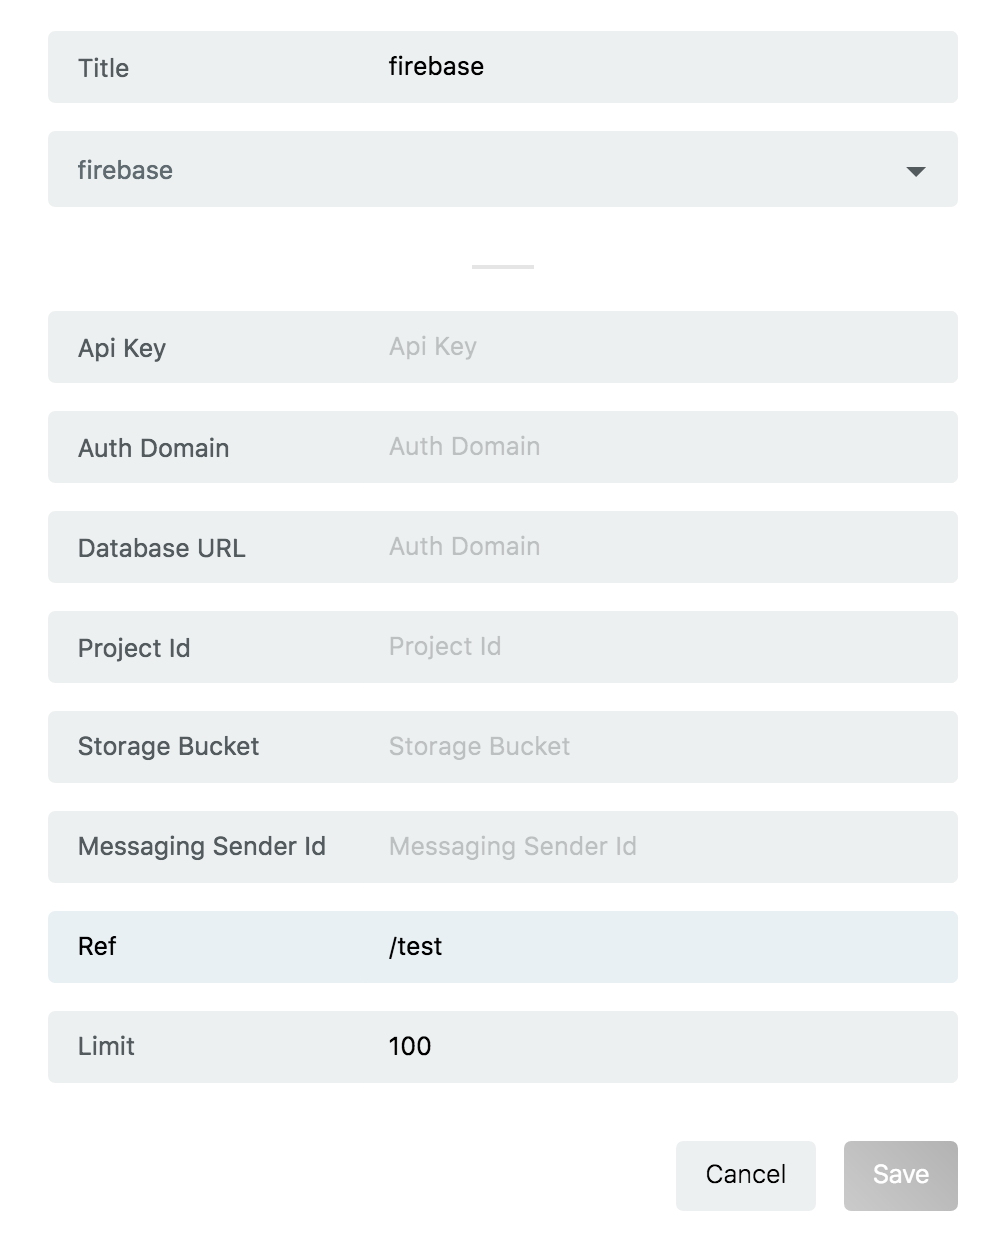 Title firebase
firebase
Api Key Api Key
Auth Domain Auth Domain
Database URL Auth Domain
Project Id Project Id
Storage Bucket Storage Bucket
Messaging Sender Id Messaging Sender Id
Ref /test
Limit 100
Cancel Save